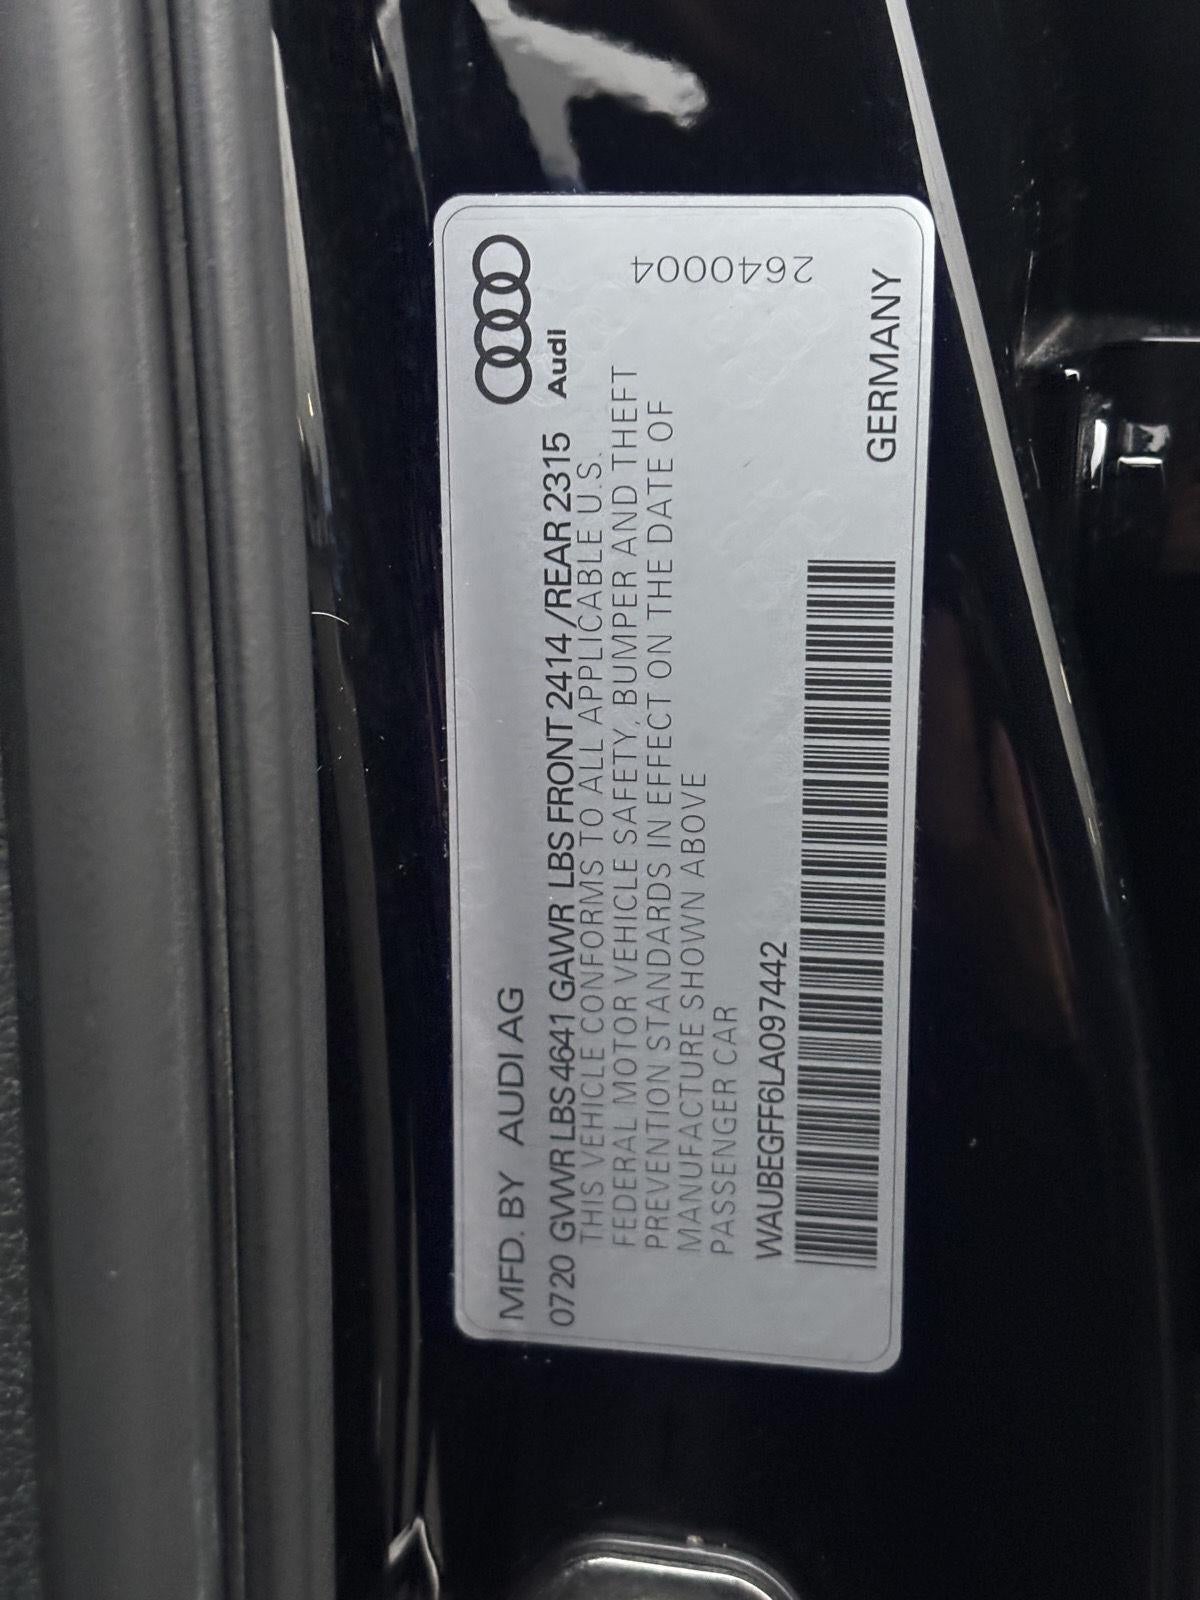 MFD. BY AUDI AG
Audi
0720 GVWR LBS 4641 GAWR LBS FRONT 2414 /REAR 2315
THIS VEHICLE CONFORMS TO ALL APPLICABLE U.S.
FEDERAL MOTOR VEHICLE SAFETY, BUMPER AND THEFT
PREVENTION STANDARDS IN EFFECT ON THE DATE OF
MANUFACTURE SHOWN ABOVE
PASSENGER CAR
2640004
WAUBEGFF6LA097442
GERMANY